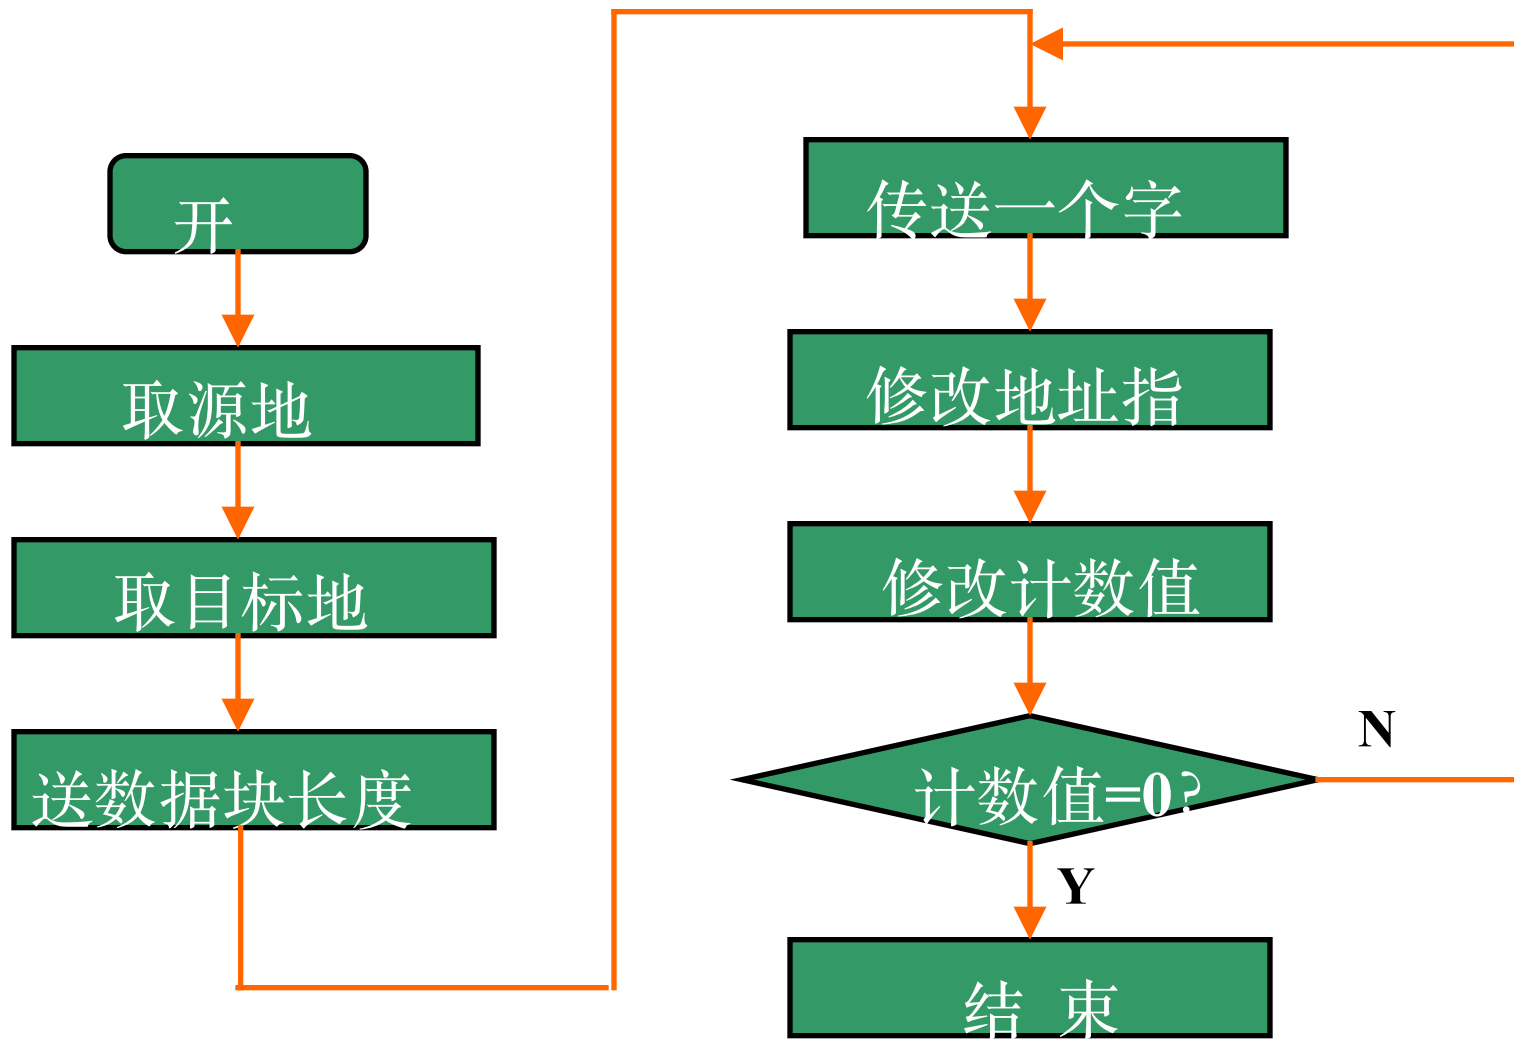 开
取源地
取目标地
送数据块长度
传送一个字
修改地址指
修改计数值
计数值=0?
N
Y
结 束